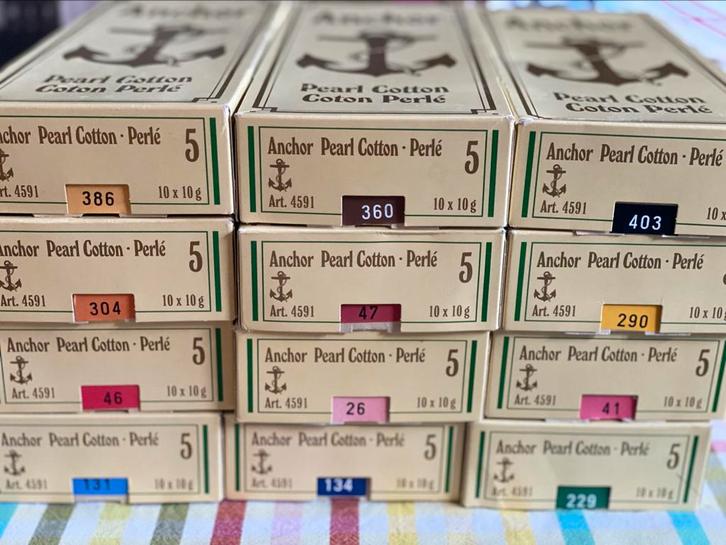 Anchor
Pearl Cotton
Coton Perlé
Anchor Pearl Cotton · Perlé 5
Art. 4591
386
10 x 10 g
Anchor
Pearl Cotton
Coton Perlé
Anchor Pearl Cotton · Perlé 5
Art. 4591
360
10 x 10 g
Anchor
Pearl Cotton
Coton Perlé
Anchor Pearl Cotton · Perlé
Art. 4591
403
10 x
Anchor Pearl Cotton · Perlé 5
Art. 4591
304
10 x 10 g
Anchor Pearl Cotton · Perlé 5
Art. 4591
47
10 x 10 g
Anchor Pearl Cotton · Perlé
Art. 4591
290
10 x 10 g
Anchor Pearl Cotton · Perlé 5
Art. 4591
46
10 x 10 g
Anchor Pearl Cotton · Perlé 5
Art. 4591
26
10 x 10 g
Anchor Pearl Cotton · Perlé 5
Art. 4591
41
10 x 10 g
Anchor Pearl Cotton · Perlé 5
Art. 4591
131
10 x 10 g
Anchor Pearl Cotton · Perlé 5
Art. 4591
134
10 x 10 g
Anchor Pearl Cotton · Perlé 5
Art. 4591
229
10 x 10 g